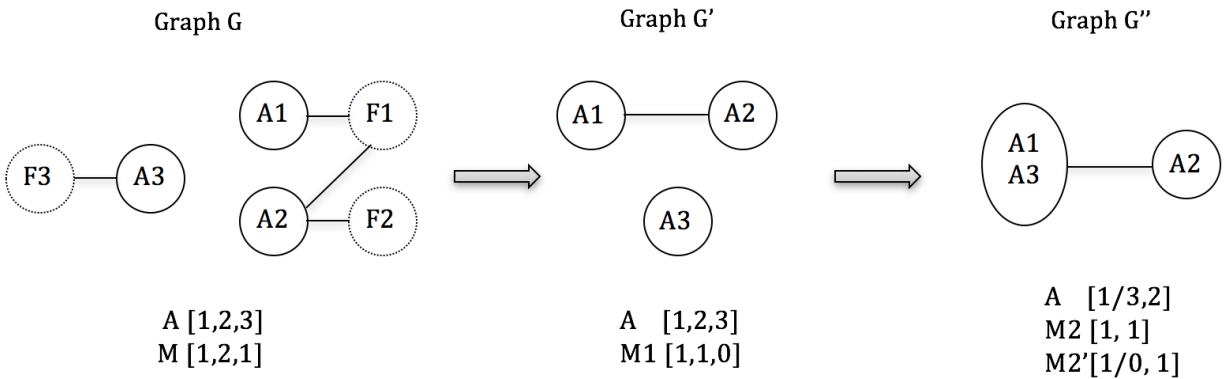 Graph G
Graph G’
Graph G’’
A1
F1
F3
A3
A2
F2
A1
A2
A3
A1
A3
A2
A [1,2,3]
M [1,2,1]
A [1,2,3]
M1 [1,1,0]
A [1/3,2]
M2 [1, 1]
M2’[1/0, 1]